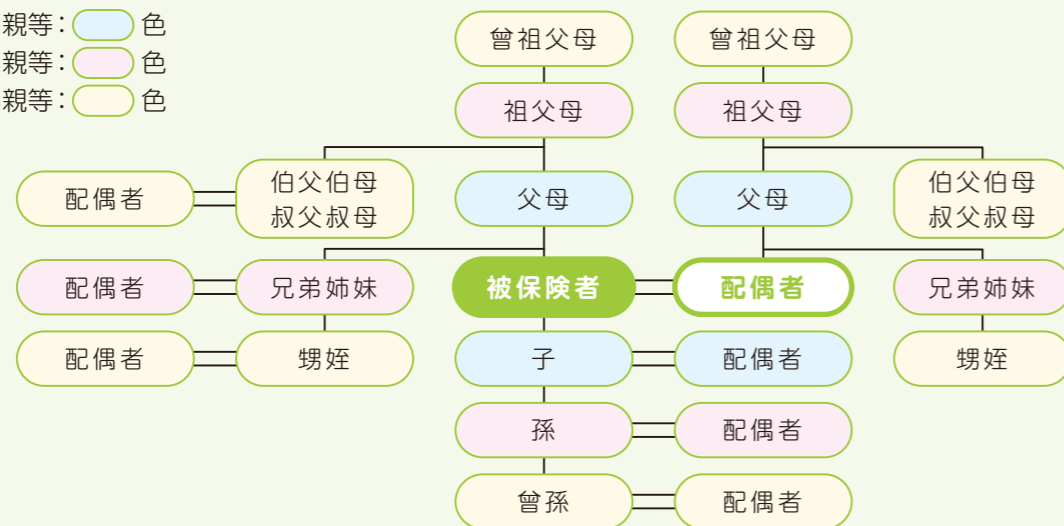 親等： 色
親等： 色
親等： 色
曾祖父母 曾祖父母
祖父母 祖父母
配偶者
伯父伯母
叔父叔母
父母 父母
伯父伯母
叔父叔母
配偶者 兄弟姉妹 被保険者 配偶者 兄弟姉妹
配偶者 甥姪 子 配偶者 甥姪
孫 配偶者
曾孫 配偶者